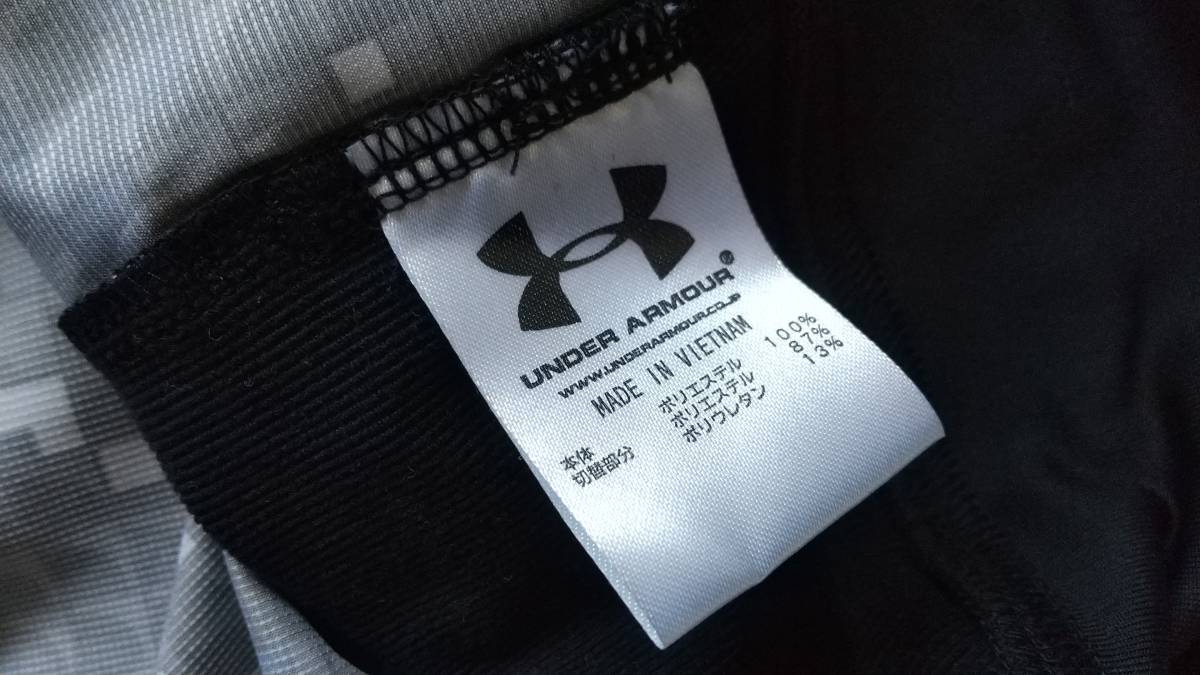 UNDER ARMOUR®
WWW.UNDERARMOUR.CO.JP
MADE IN VIETNAM
本体 ポリエステル 100%
切替部分 ポリエステル 87%
ポリウレタン 13%